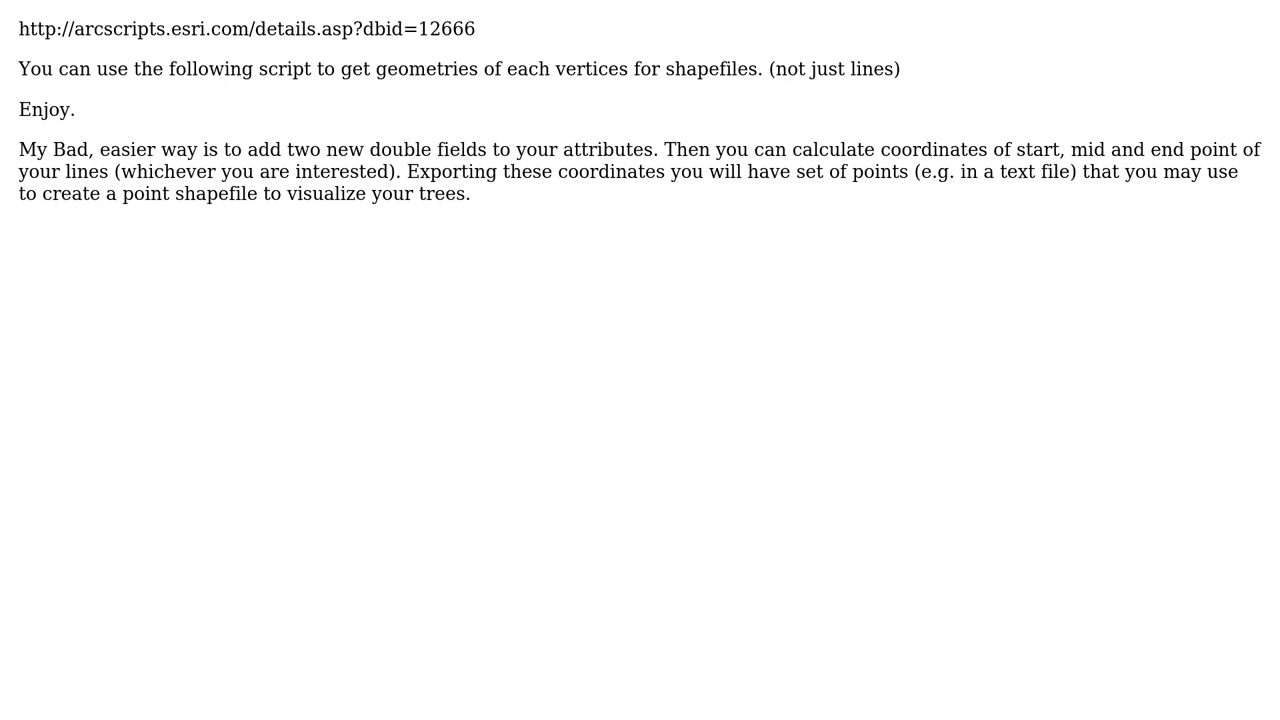 http://arcscripts.esri.com/details.asp?dbid=12666
You can use the following script to get geometries of each vertices for shapefiles. (not just lines)
Enjoy.
My Bad, easier way is to add two new double fields to your attributes. Then you can calculate coordinates of start, mid and end point of
your lines (whichever you are interested). Exporting these coordinates you will have set of points (e.g. in a text file) that you may use
to create a point shapefile to visualize your trees.